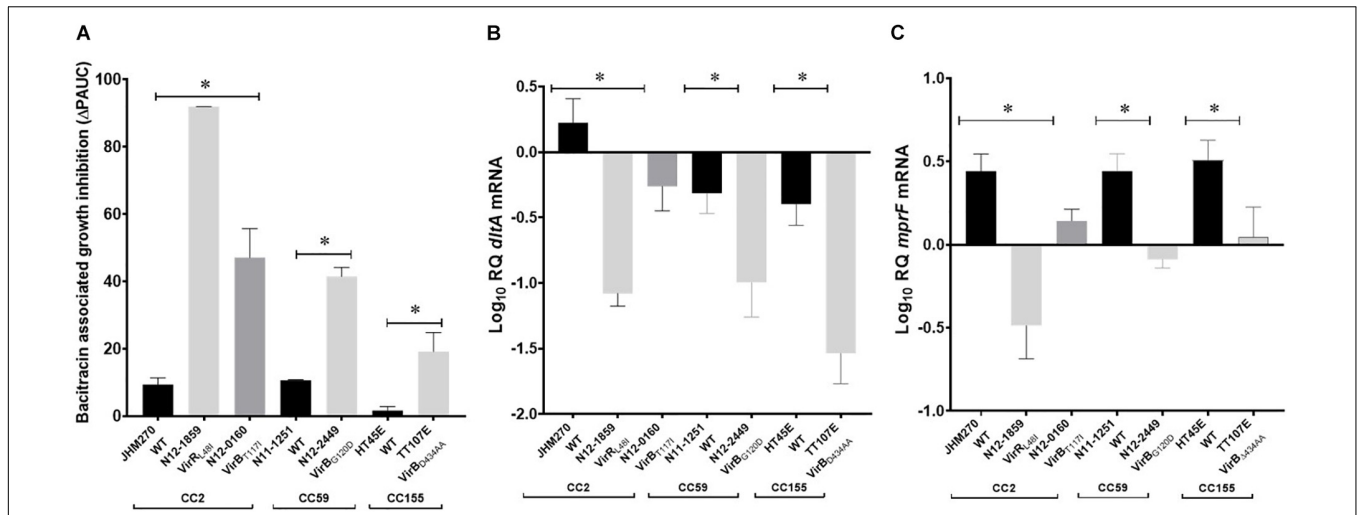 A
Bacitracin associated growth inhibition (ΔPAUC)
100
80
60
40
20
0
*
*
*
JHM270
WT
N12-1859
VirR L48I
N12-0160
VirB T117I
N11-1251
WT
N12-2449
VirB G120D
HT45E
WT
TT107E
VirB D434AA
CC2
CC59
CC155
B
Log10 RQ dltA mRNA
0.5
0.0
-0.5
-1.0
-1.5
-2.0
*
*
*
JHM270
WT
N12-1859
VirR L48I
N12-0160
VirB T117I
N11-1251
WT
N12-2449
VirB G120D
HT45E
WT
TT107E
VirB D434AA
CC2
CC59
CC155
C
Log10 RQ mprF mRNA
1.0
0.5
0.0
-0.5
-1.0
*
*
*
JHM270
WT
N12-1859
VirR L48I
N12-0160
VirB T117I
N11-1251
WT
N12-2449
VirB G120D
HT45E
WT
TT107E
VirB Δ434AA
CC2
CC59
CC155